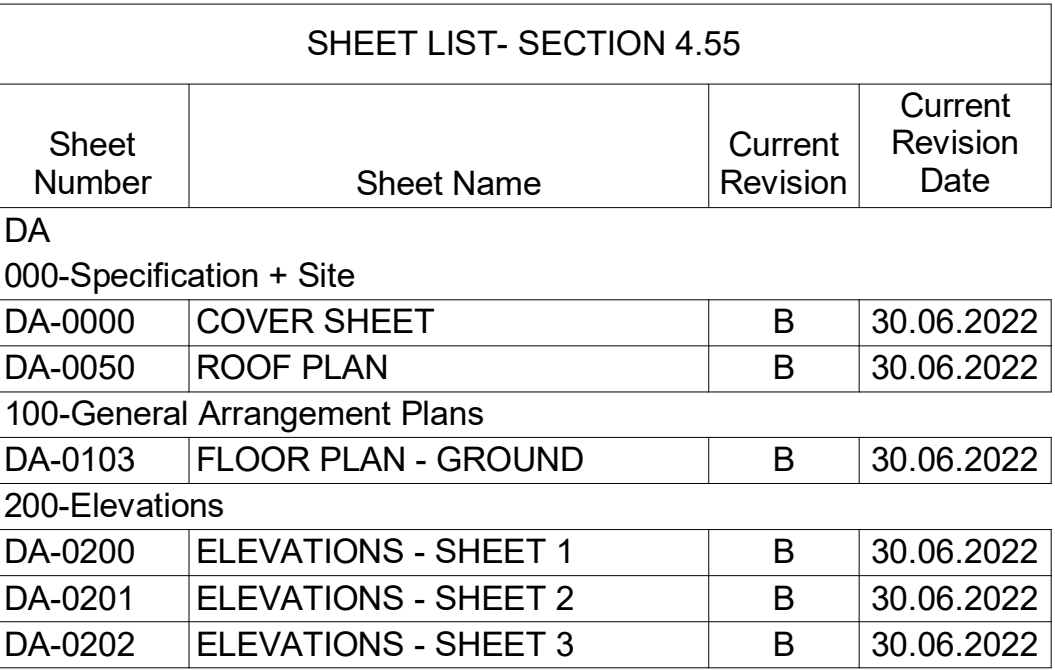 SHEET LIST- SECTION 4.55
Sheet Number Sheet Name Current Revision Current Revision Date
DA
000-Specification + Site
DA-0000 COVER SHEET B 30.06.2022
DA-0050 ROOF PLAN B 30.06.2022
100-General Arrangement Plans
DA-0103 FLOOR PLAN - GROUND B 30.06.2022
200-Elevations
DA-0200 ELEVATIONS - SHEET 1 B 30.06.2022
DA-0201 ELEVATIONS - SHEET 2 B 30.06.2022
DA-0202 ELEVATIONS - SHEET 3 B 30.06.2022